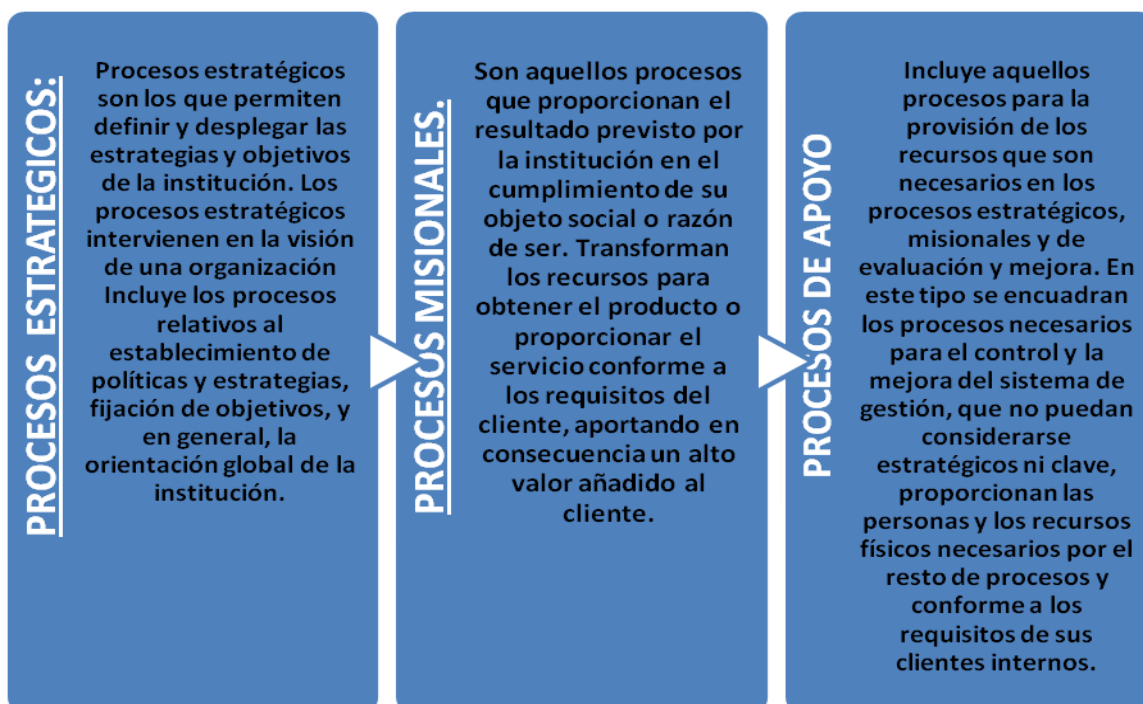 PROCESOS ESTRATEGICOS:
Procesos estratégicos
son los que permiten
definir y desplegar las
estrategias y objetivos
de la institución. Los
procesos estratégicos
intervienen en la visión
de una organización
Incluye los procesos
relativos al
establecimiento de
políticas y estrategias,
fijación de objetivos, y
en general, la
orientación global de la
institución.
PROCESOS MISIONALES.
Son aquellos procesos
que proporcionan el
resultado previsto por
la institución en el
cumplimiento de su
objeto social o razón
de ser. Transforman
los recursos para
obtener el producto o
proporcionar el
servicio conforme a
los requisitos del
cliente, aportando en
consecuencia un alto
valor añadido al
cliente.
PROCESOS DE APOYO
Incluye aquellos
procesos para la
provisión de los
recursos que son
necesarios en los
procesos estratégicos,
misionales y de
evaluación y mejora. En
este tipo se encuadran
los procesos necesarios
para el control y la
mejora del sistema de
gestión, que no puedan
considerarse
estratégicos ni clave,
proporcionan las
personas y los recursos
físicos necesarios por el
resto de procesos y
conforme a los
requisitos de sus
clientes internos.